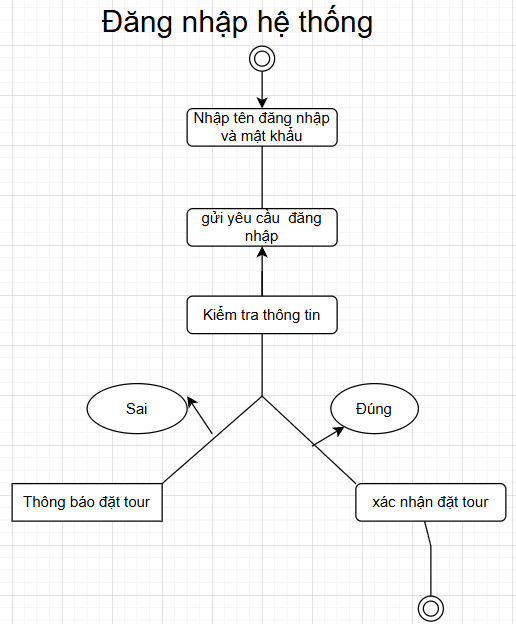 Đăng nhập hệ thống
Nhập tên đăng nhập
và mật khẩu
gửi yêu cầu đăng
nhập
Kiểm tra thông tin
Sai
Đúng
Thông báo đặt tour
xác nhận đặt tour